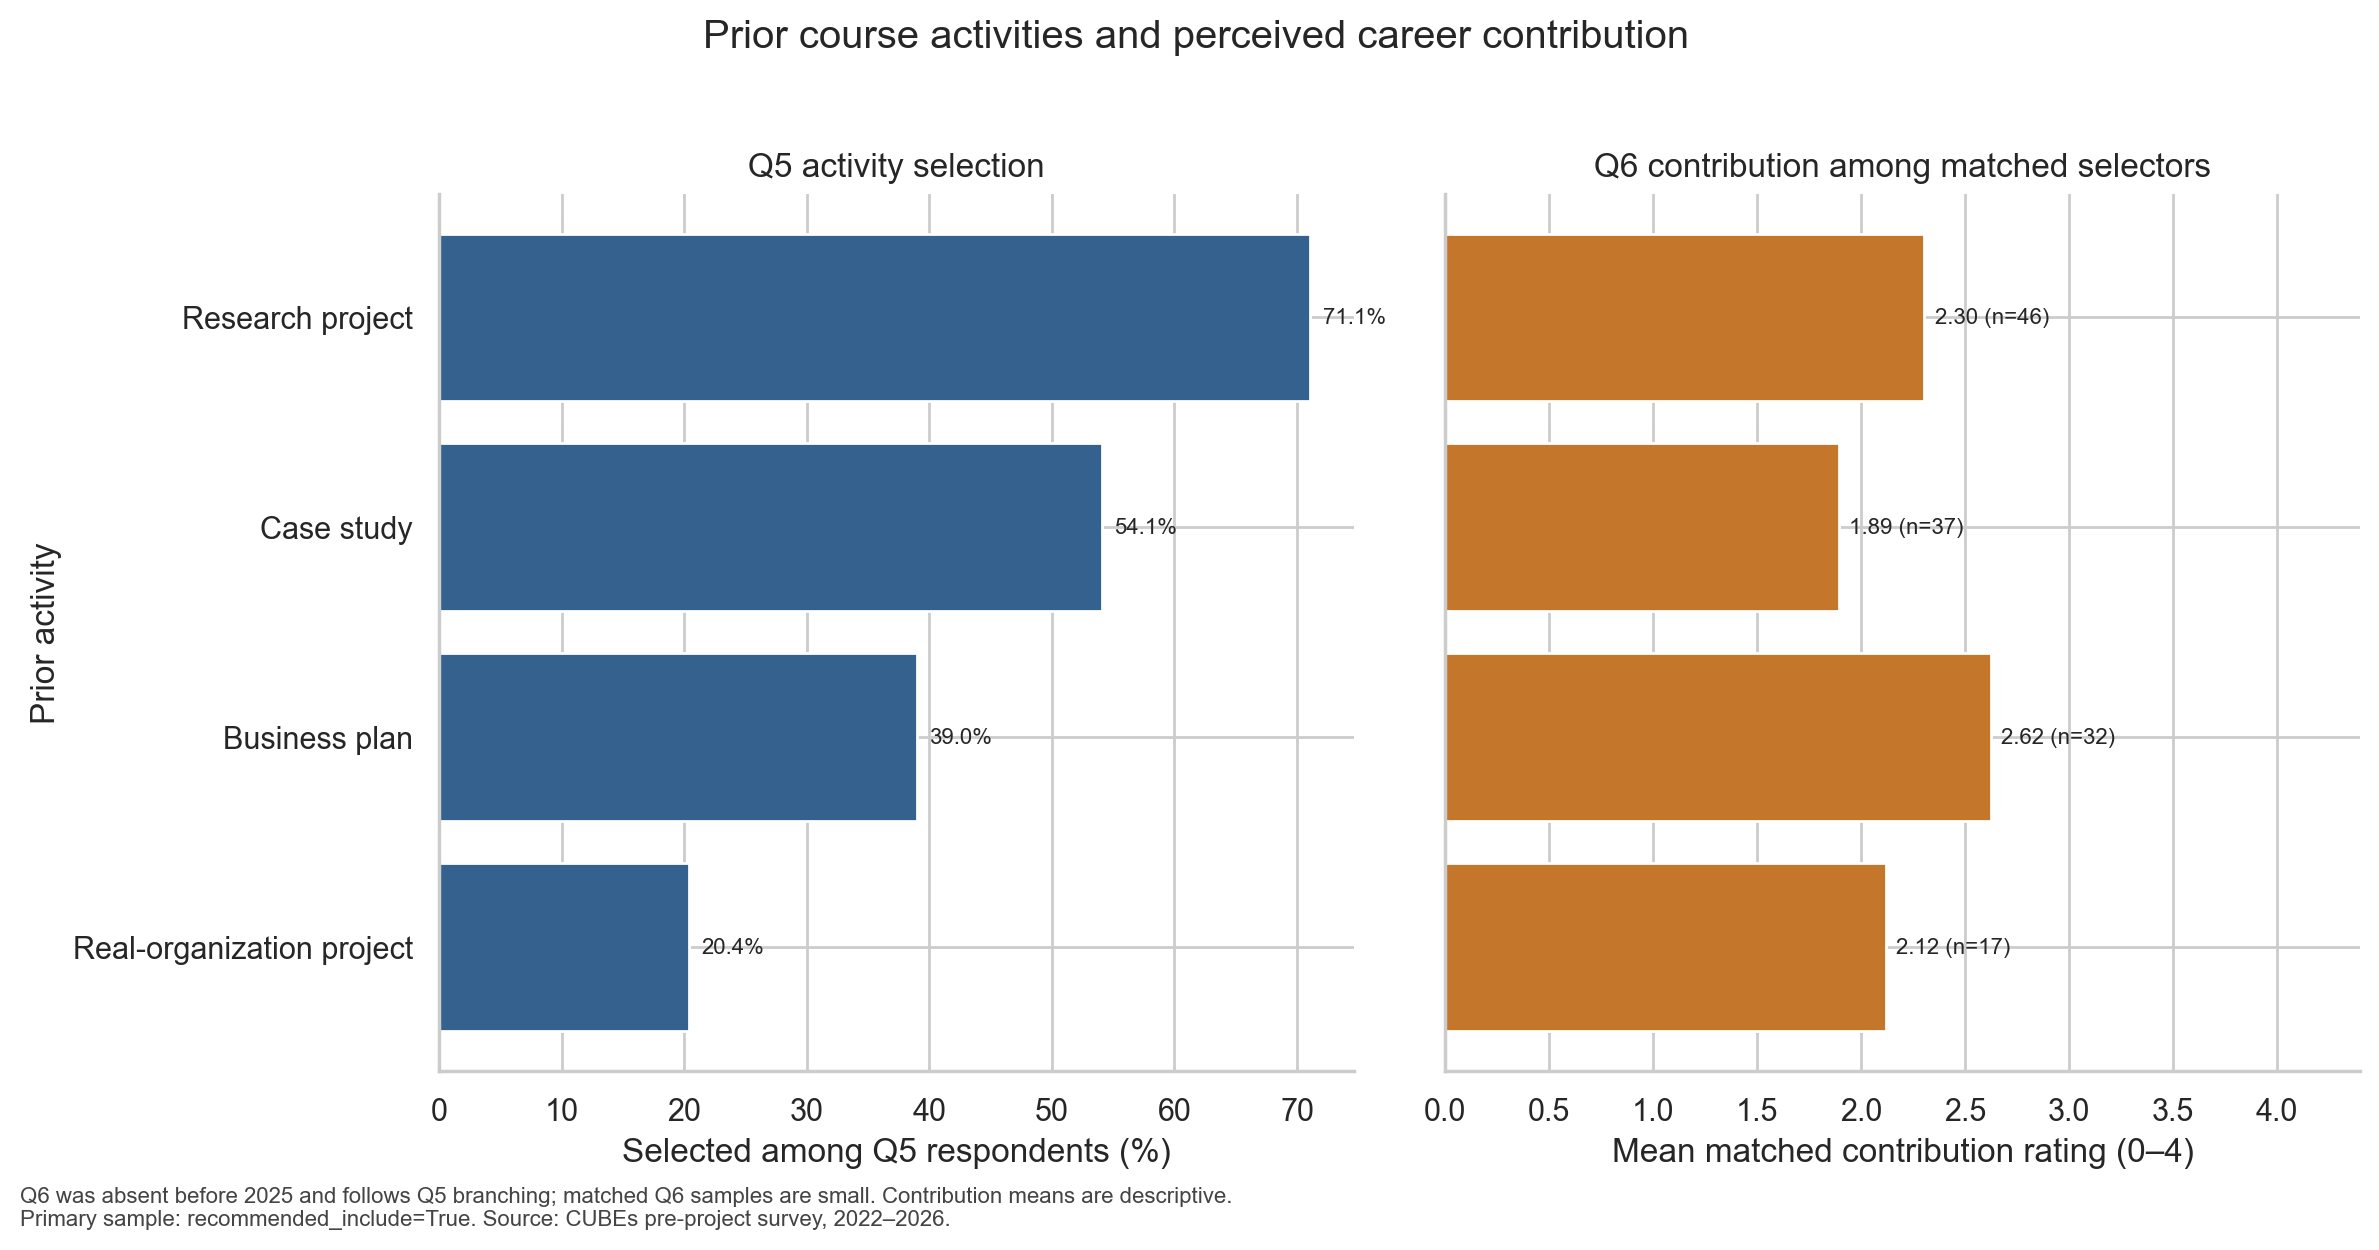 Prior course activities and perceived career contribution
Q5 activity selection
Prior activity
Research project
71.1%
Case study
54.1%
Business plan
39.0%
Real-organization project
20.4%
0 10 20 30 40 50 60 70
Selected among Q5 respondents (%)
Q6 contribution among matched selectors
2.30 (n=46)
1.89 (n=37)
2.62 (n=32)
2.12 (n=17)
0.0 0.5 1.0 1.5 2.0 2.5 3.0 3.5 4.0
Mean matched contribution rating (0–4)
Q6 was absent before 2025 and follows Q5 branching; matched Q6 samples are small. Contribution means are descriptive.
Primary sample: recommended_include=True. Source: CUBEs pre-project survey, 2022–2026.